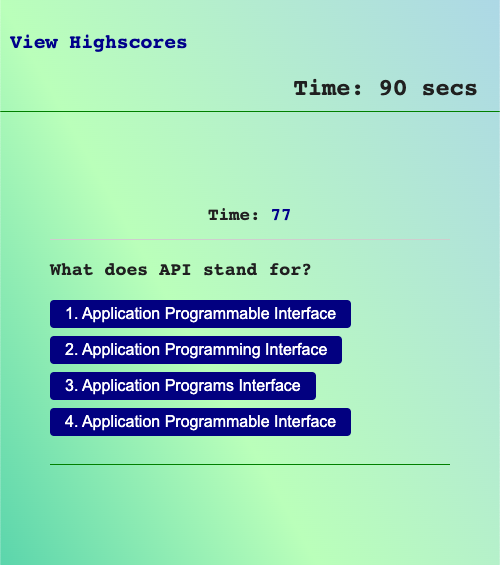 View Highscores
Time: 90 secs
Time: 77
What does API stand for?
1. Application Programmable Interface
2. Application Programming Interface
3. Application Programs Interface
4. Application Programmable Interface